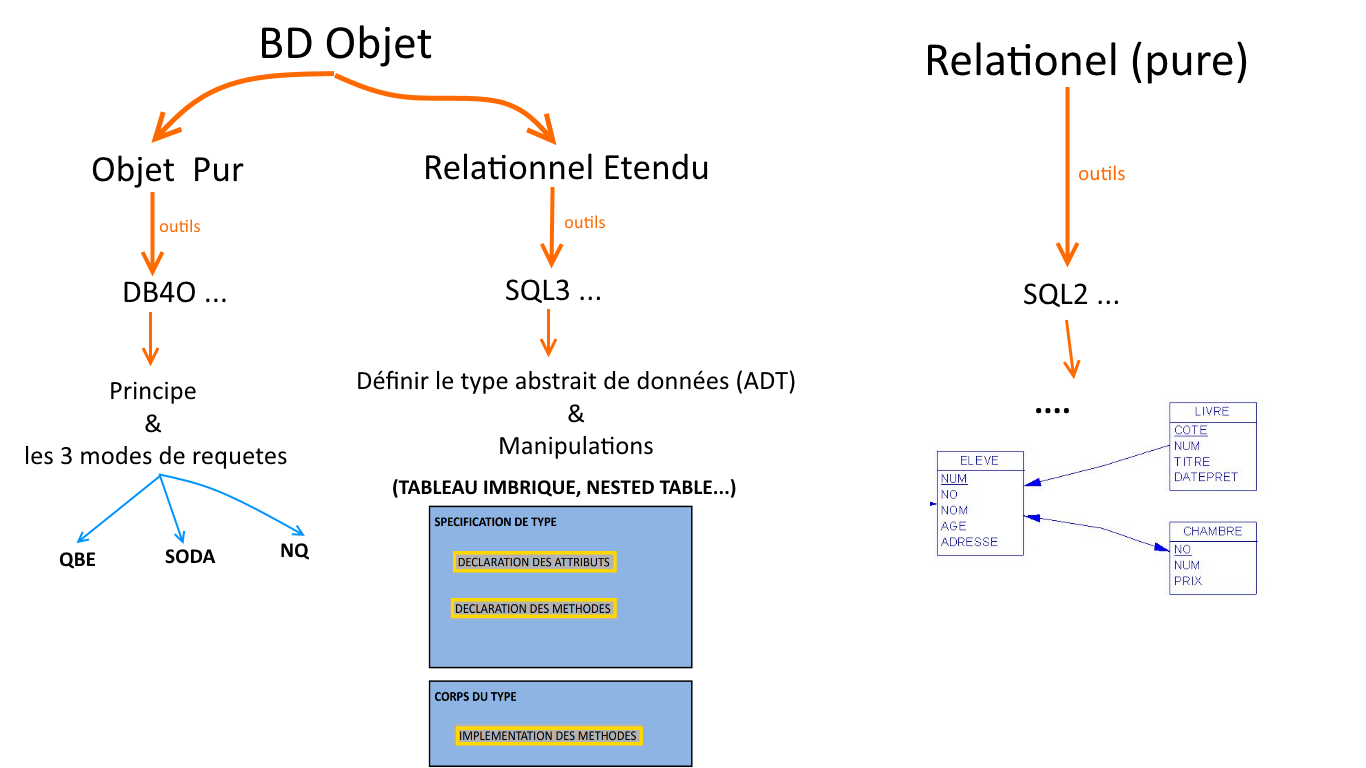 BD Objet
Objet Pur
outils
DB4O ...
Principe
&
les 3 modes de requetes
QBE
SODA
NQ
Relationnel Etendu
outils
SQL3 ...
Définir le type abstrait de données (ADT)
&
Manipulations
(TABLEAU IMBRIQUE, NESTED TABLE...)
SPECIFICATION DE TYPE
DECLARATION DES ATTRIBUTS
DECLARATION DES METHODES
CORPS DU TYPE
IMPLEMENTATION DES METHODES
Relationel (pure)
outils
SQL2 ...
....
ELEVE
NUM
NO
NOM
AGE
ADRESSE
LIVRE
COTE
NUM
TITRE
DATEPRET
CHAMBRE
NO
NUM
PRIX